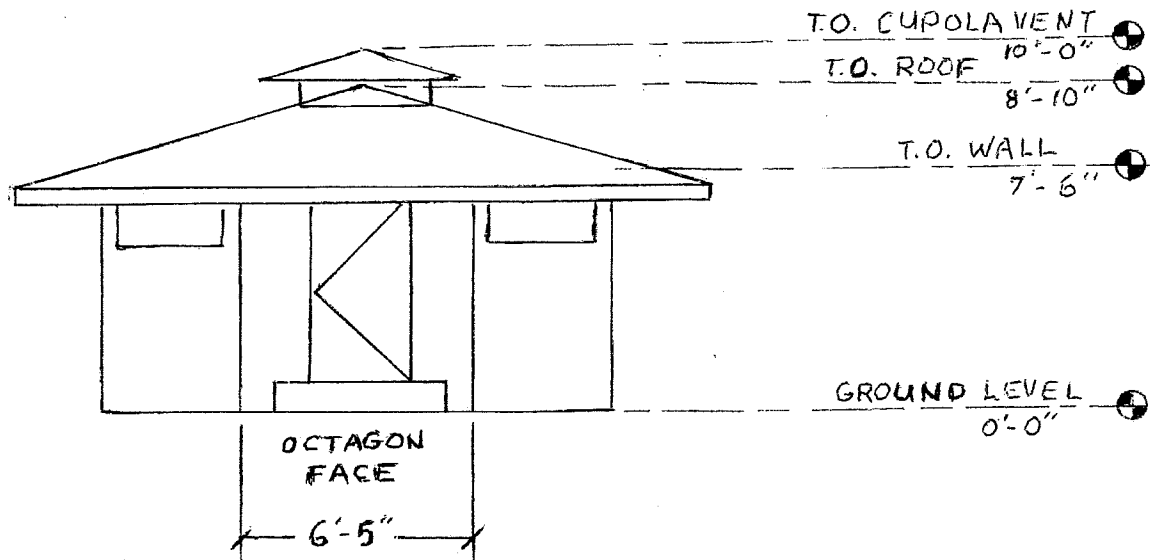 T.O. CUPOLA VENT
10'-0"
T.O. ROOF
8'-10"
T.O. WALL
7'-6"
GROUND LEVEL
0'-0"
OCTAGON
FACE
6'-5"